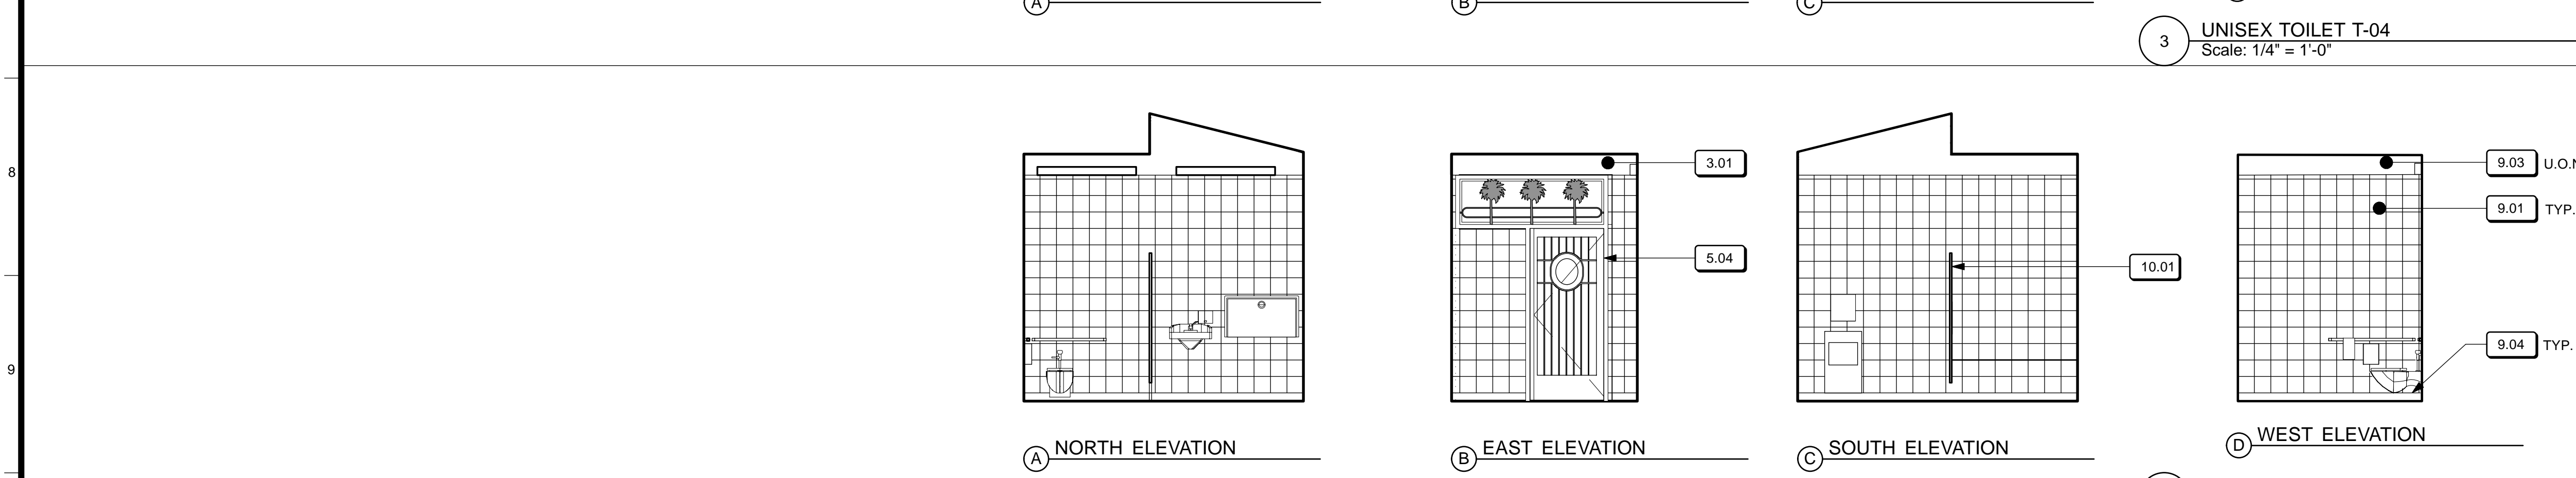 A
B
C
3
UNISEX TOILET T-04
Scale: 1/4" = 1'-0"
8
3.01
9.03 U.O.N
9.01 TYP.
5.04
10.01
9.04 TYP.
9
A NORTH ELEVATION
B EAST ELEVATION
C SOUTH ELEVATION
D WEST ELEVATION